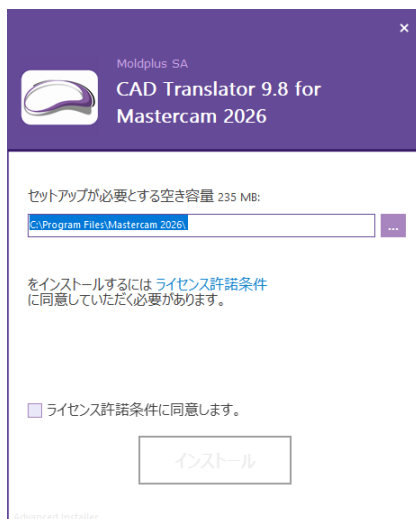 ×
Moldplus SA
CAD Translator 9.8 for
Mastercam 2026
セットアップが必要とする空き容量 235 MB:
C:\Program Files\Mastercam 2026\
...
をインストールするには ライセンス許諾条件
に同意していただく必要があります。
ライセンス許諾条件に同意します。
インストール
Advanced Installer